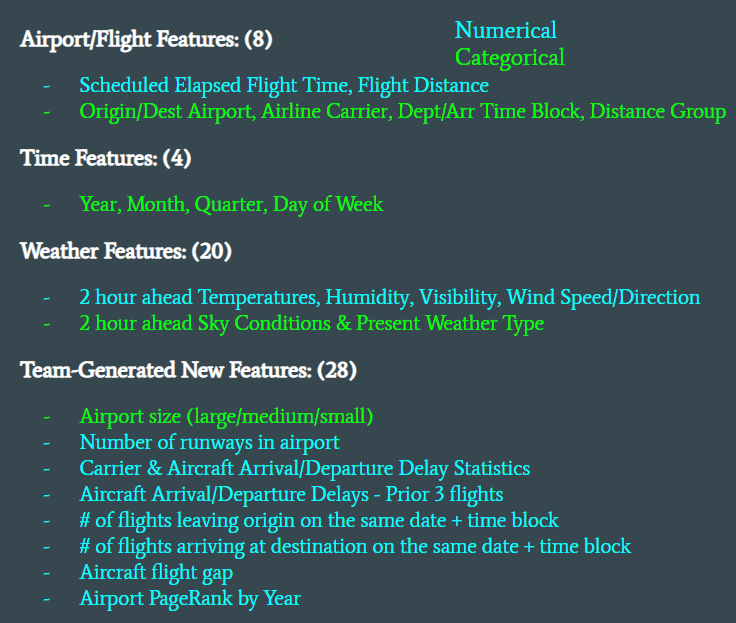 Airport/Flight Features: (8)
Numerical
Categorical
- Scheduled Elapsed Flight Time, Flight Distance
- Origin/Dest Airport, Airline Carrier, Dept/Arr Time Block, Distance Group
Time Features: (4)
- Year, Month, Quarter, Day of Week
Weather Features: (20)
- 2 hour ahead Temperatures, Humidity, Visibility, Wind Speed/Direction
- 2 hour ahead Sky Conditions & Present Weather Type
Team-Generated New Features: (28)
- Airport size (large/medium/small)
- Number of runways in airport
- Carrier & Aircraft Arrival/Departure Delay Statistics
- Aircraft Arrival/Departure Delays - Prior 3 flights
- # of flights leaving origin on the same date + time block
- # of flights arriving at destination on the same date + time block
- Aircraft flight gap
- Airport PageRank by Year